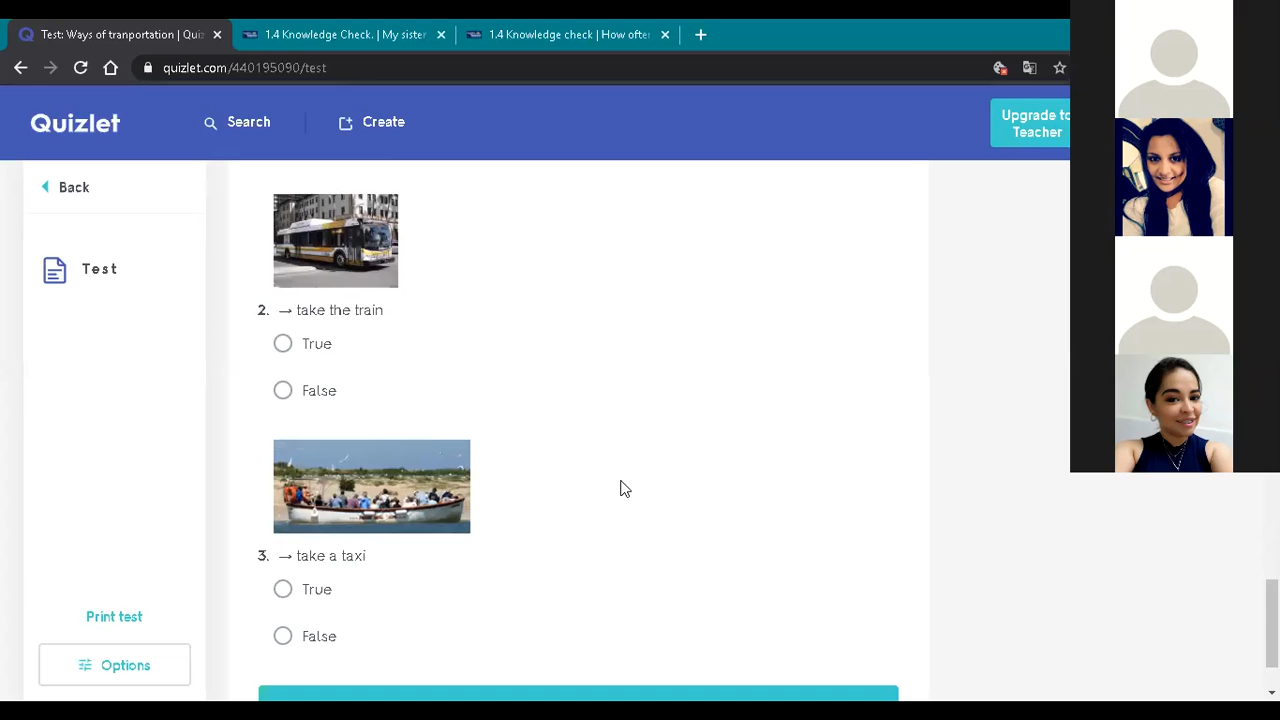 Test: Ways of tranportation | Quiz
1.4 Knowledge Check. | My sister
1.4 Knowledge check | How ofte
quizlet.com/440195090/test
Quizlet
Search
Create
Upgrade to
Teacher
Back
Test
2. → take the train
True
False
3. → take a taxi
True
False
Print test
Options